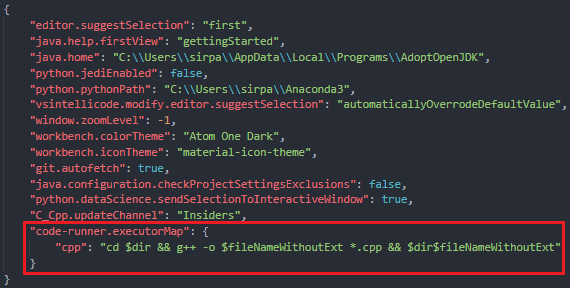 {
"editor.suggestSelection": "first",
"java.help.firstView": "gettingStarted",
"java.home": "C:\\Users\\sirpa\\AppData\\Local\\Programs\\AdoptOpenJDK",
"python.jediEnabled": false,
"python.pythonPath": "C:\\Users\\sirpa\\Anaconda3",
"vsintellicode.modify.editor.suggestSelection": "automaticallyOverrodeDefaultValue",
"window.zoomLevel": -1,
"workbench.colorTheme": "Atom One Dark",
"workbench.iconTheme": "material-icon-theme",
"git.autofetch": true,
"java.configuration.checkProjectSettingsExclusions": false,
"python.dataScience.sendSelectionToInteractiveWindow": true,
"C_Cpp.updateChannel": "Insiders",
"code-runner.executorMap": {
"cpp": "cd $dir && g++ -o $fileNameWithoutExt *.cpp && $dir$fileNameWithoutExt"
}
}